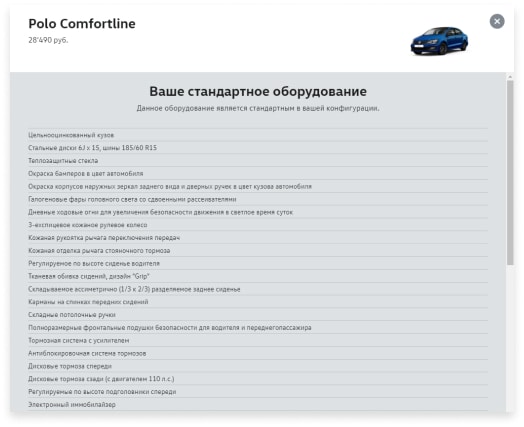 Polo Comfortline
28'490 руб.
Ваше стандартное оборудование
Данное оборудование является стандартным в вашей конфигурации.
Цельнооцинкованный кузов
Стальные диски 6J x 15, шины 185/60 R15
Теплозащитные стекла
Окраска бамперов в цвет автомобиля
Окраска корпусов наружных зеркал заднего вида и дверных ручек в цвет кузова автомобиля
Галогеновые фары головного света со сдвоенными рассеивателями
Дневные ходовые огни для увеличения безопасности движения в светлое время суток
3-хспицевое кожаное рулевое колесо
Кожаная рукоятка рычага переключения передач
Кожаная отделка рычага стояночного тормоза
Регулируемое по высоте сиденье водителя
Тканевая обивка сидений, дизайн "Grip"
Складываемое ассиметрично (1/3 к 2/3) разделяемое заднее сиденье
Карманы на спинках передних сидений
Складные потолочные ручки
Полноразмерные фронтальные подушки безопасности для водителя и переднегопассажира
Тормозная система с усилителем
Антиблокировочная система тормозов
Дисковые тормоза спереди
Дисковые тормоза сзади (с двигателем 110 л.с.)
Регулируемые по высоте подголовники спереди
Электронный иммобилайзер